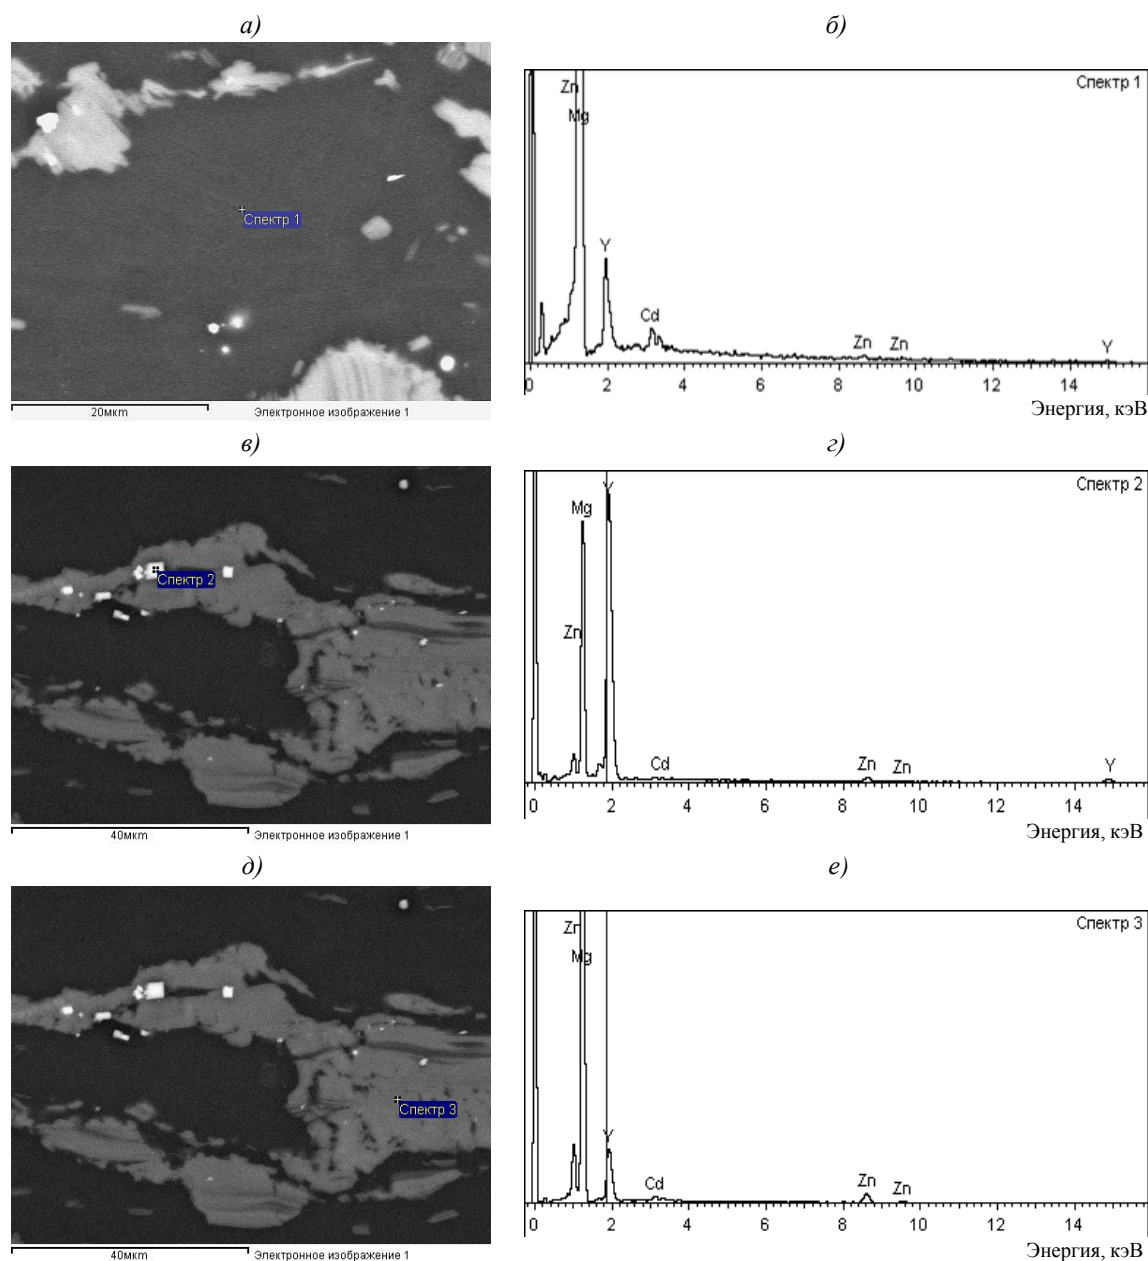 а)
б)
Спектр 1
20мкm
Электронное изображение 1
Спектр 1
Zn
Mg
Y
Cd
Zn
Zn
Y
0 2 4 6 8 10 12 14
Энергия, кэВ
в)
г)
Спектр 2
40мкm
Электронное изображение 1
Спектр 2
Y
Mg
Zn
Cd
Zn
Zn
Y
0 2 4 6 8 10 12 14
Энергия, кэВ
д)
е)
Спектр 3
40мкm
Электронное изображение 1
Спектр 3
Zn
Mg
Y
Cd
Zn
Zn
0 2 4 6 8 10 12 14
Энергия, кэВ